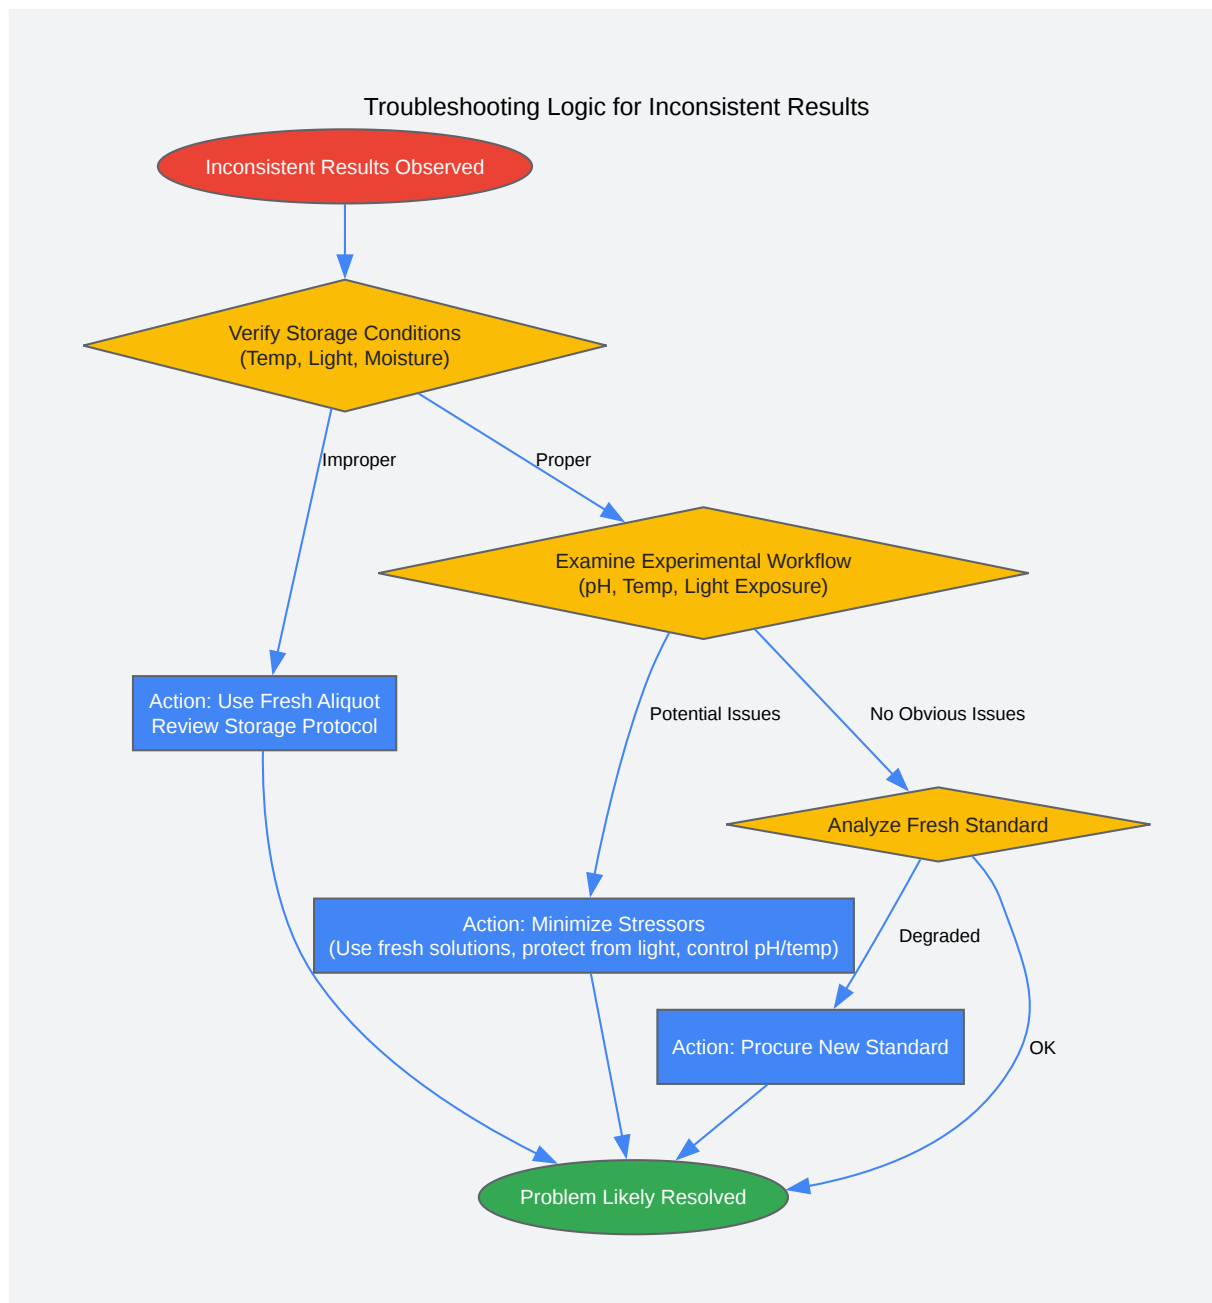 Troubleshooting Logic for Inconsistent Results
Inconsistent Results Observed
Verify Storage Conditions
(Temp, Light, Moisture)
Improper
Proper
Examine Experimental Workflow
(pH, Temp, Light Exposure)
Action: Use Fresh Aliquot
Review Storage Protocol
Potential Issues
No Obvious Issues
Analyze Fresh Standard
Action: Minimize Stressors
(Use fresh solutions, protect from light, control pH/temp)
Degraded
Action: Procure New Standard
OK
Problem Likely Resolved